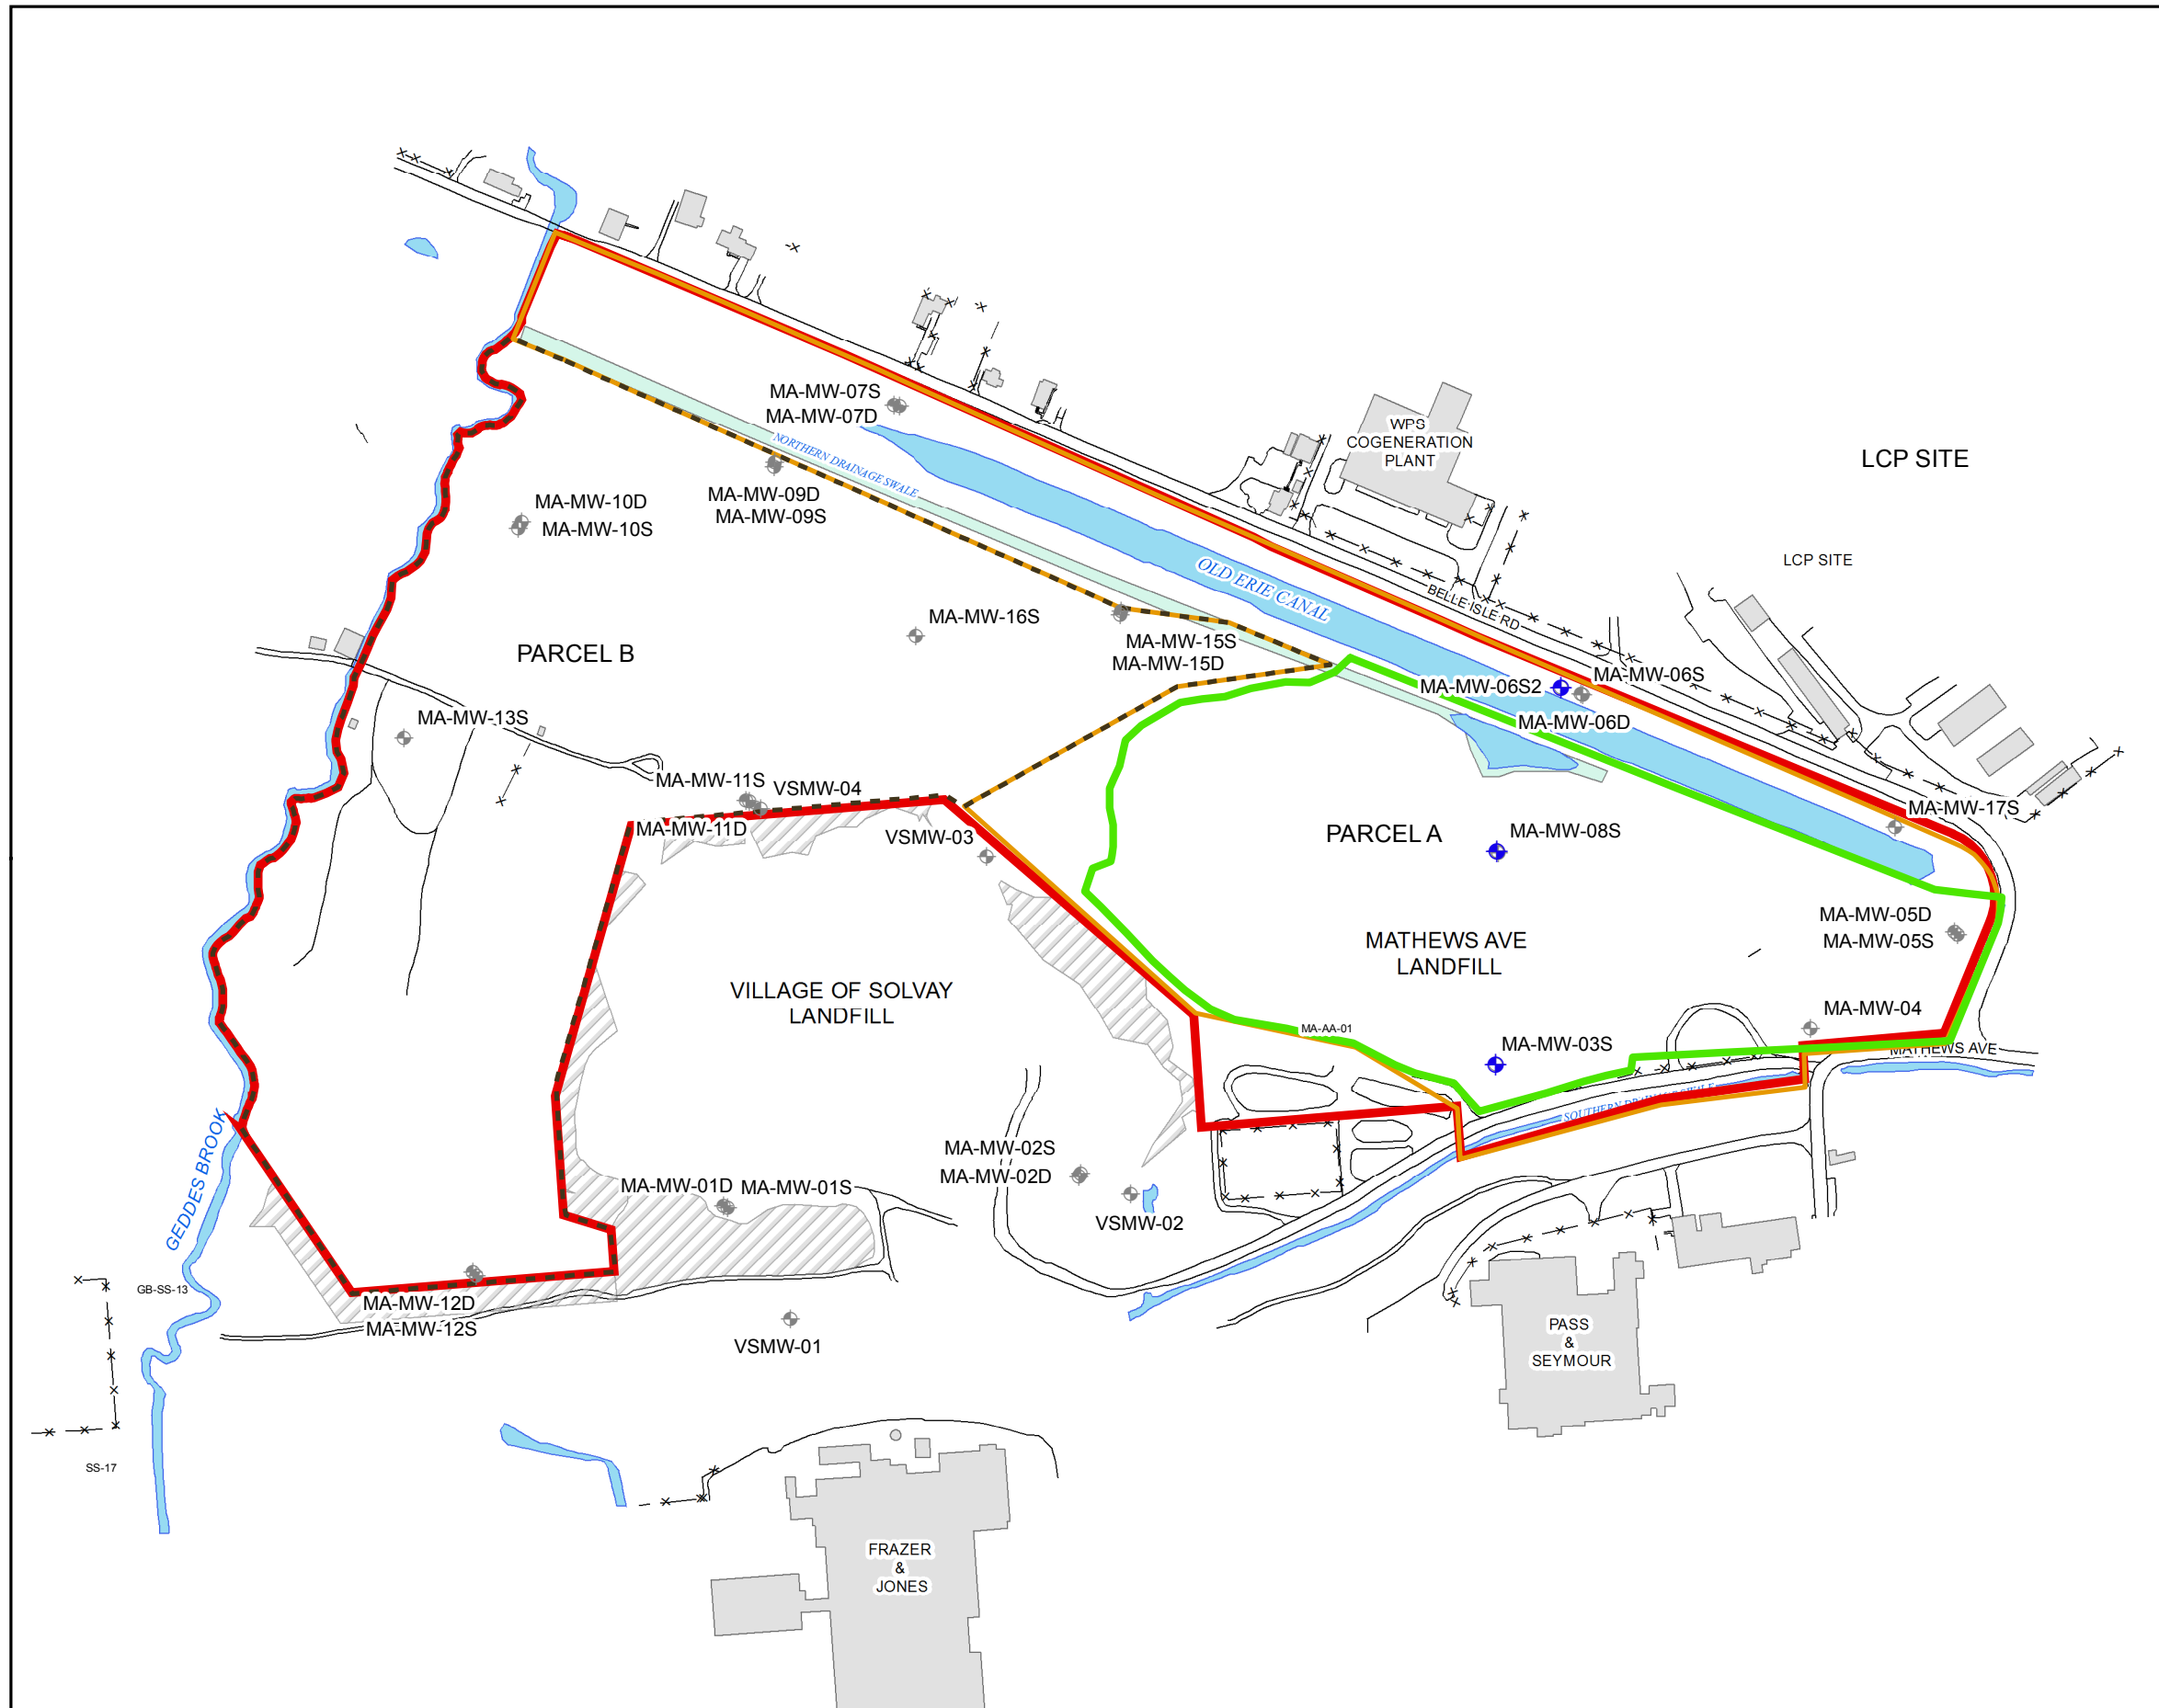 MA-MW-07S
MA-MW-07D
NORTHERN DRAINAGE SWALE
WPS
COGENERATION
PLANT
LCP SITE
LCP SITE
MA-MW-10D
MA-MW-10S
MA-MW-09D
MA-MW-09S
OLD ERIE CANAL
BELLE ISLE RD
MA-MW-16S
MA-MW-15S
MA-MW-15D
PARCEL B
MA-MW-06S2
MA-MW-06S
MA-MW-06D
MA-MW-13S
MA-MW-11S
VSMW-04
MA-MW-11D
VSMW-03
MA-MW-17S
PARCEL A
MA-MW-08S
MATHEWS AVE
LANDFILL
MA-MW-05D
MA-MW-05S
VILLAGE OF SOLVAY
LANDFILL
MA-AA-01
MA-MW-03S
MA-MW-04
MATHEWS AVE
SOUTHERN DRAINAGE SWALE
GEDDES BROOK
MA-MW-02S
MA-MW-02D
MA-MW-01D
MA-MW-01S
VSMW-02
GB-SS-13
MA-MW-12D
MA-MW-12S
VSMW-01
PASS
&
SEYMOUR
SS-17
FRAZER
&
JONES